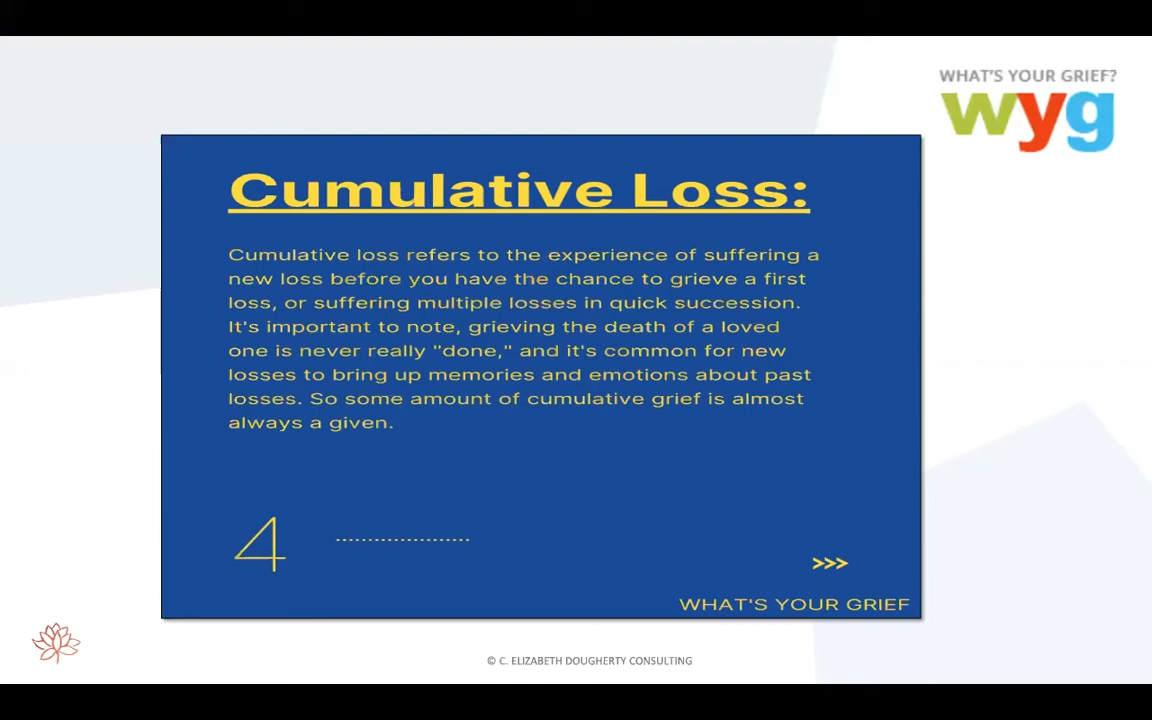 WHAT'S YOUR GRIEF?
wyg
Cumulative Loss:
Cumulative loss refers to the experience of suffering a
new loss before you have the chance to grieve a first
loss, or suffering multiple losses in quick succession.
It's important to note, grieving the death of a loved
one is never really "done," and it's common for new
losses to bring up memories and emotions about past
losses. So some amount of cumulative grief is almost
always a given.
4
>>>
WHAT'S YOUR GRIEF
© C. ELIZABETH DOUGHERTY CONSULTING